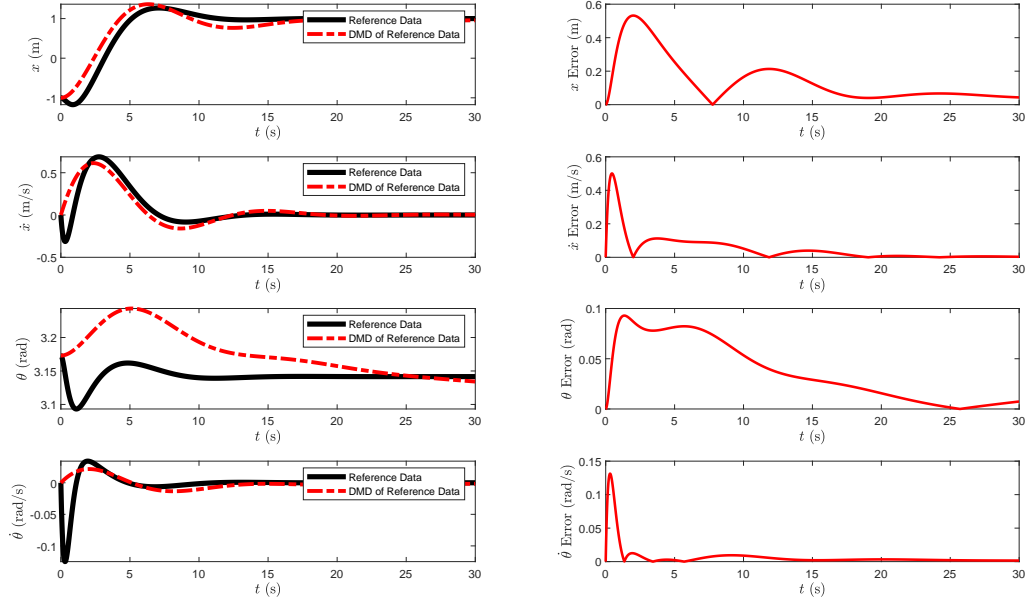 1
0
-1
x (m)
Reference Data
DMD of Reference Data
0 5 10 15 20 25 30
t (s)
0.6
0.4
0.2
0
x Error (m)
0 5 10 15 20 25 30
t (s)
0.5
0
-0.5
ẋ (m/s)
Reference Data
DMD of Reference Data
0 5 10 15 20 25 30
t (s)
0.6
0.4
0.2
0
ẋ Error (m/s)
0 5 10 15 20 25 30
t (s)
3.2
3.15
3.1
θ (rad)
Reference Data
DMD of Reference Data
0 5 10 15 20 25 30
t (s)
0.1
0.05
0
θ Error (rad)
0 5 10 15 20 25 30
t (s)
0
-0.05
-0.1
θ̇ (rad/s)
Reference Data
DMD of Reference Data
0 5 10 15 20 25 30
t (s)
0.15
0.1
0.05
0
θ̇ Error (rad/s)
0 5 10 15 20 25 30
t (s)